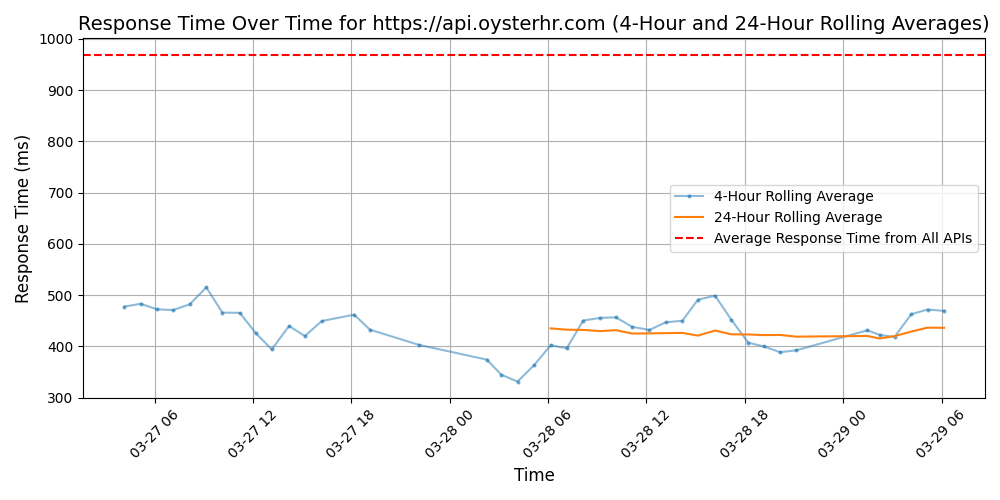 Response Time Over Time for https://api.oysterhr.com (4-Hour and 24-Hour Rolling Averages)
Response Time (ms)
1000
900
800
700
600
500
400
300
4-Hour Rolling Average
24-Hour Rolling Average
Average Response Time from All APIs
03-27 06
03-27 12
03-27 18
03-28 00
03-28 06
03-28 12
03-28 18
03-29 00
03-29 06
Time